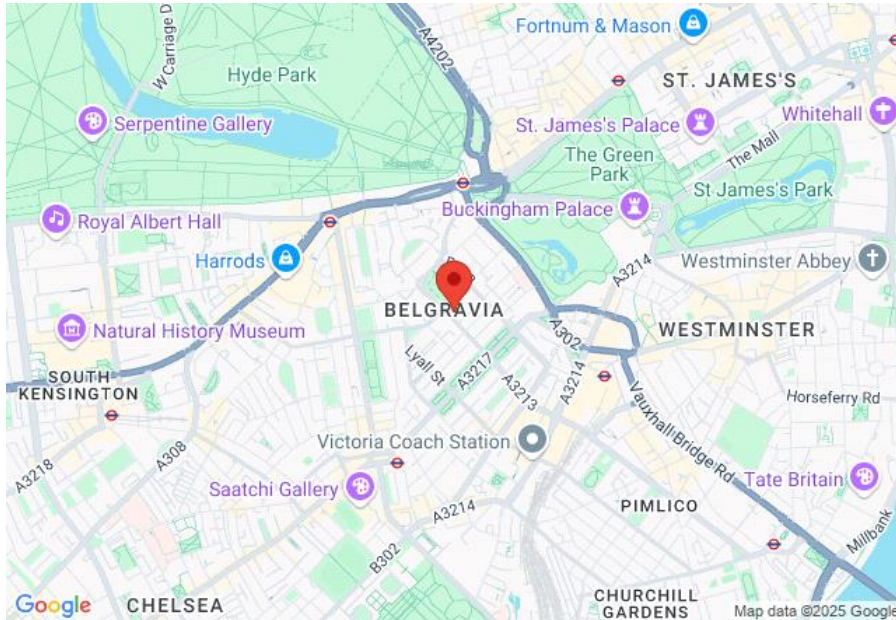 Fortnum & Mason
A4202
W Carriage D
Hyde Park
ST. JAMES'S
Serpentine Gallery
St. James's Palace
Whitehall
The Mall
The Green
Park
St James's Park
Royal Albert Hall
Buckingham Palace
Harrods
A3214
Westminster Abbey
BELGRAVIA
Natural History Museum
A302
WESTMINSTER
Lyall St
A3217
A3213
A3214
SOUTH
KENSINGTON
Horseferry Rd
Vauxhall Bridge Rd
A308
Victoria Coach Station
A3218
Saatchi Gallery
Tate Britain
A3214
PIMLICO
Millbank
B302
CHELSEA
CHURCHILL
GARDENS
Google
Map data ©2025 Google